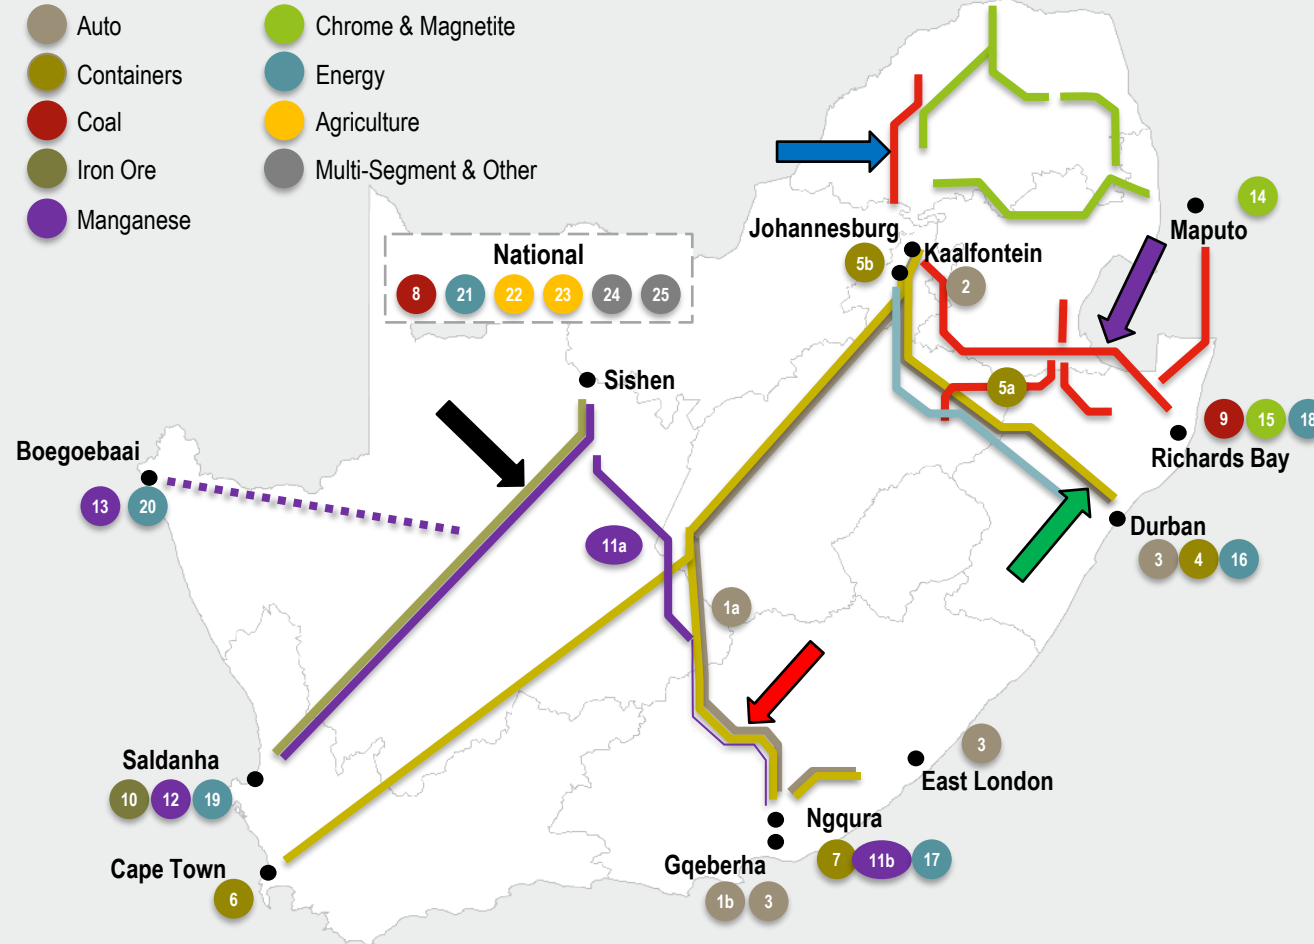 Auto
Containers
Coal
Iron Ore
Manganese
Chrome & Magnetite
Energy
Agriculture
Multi-Segment & Other
National
8 21 22 23 24 25
14
Maputo
Johannesburg
5b
Kaalfontein
2
Sishen
5a
9 15 18
Richards Bay
Boegoebaai
13 20
11a
Durban
3 4 16
1a
Saldanha
10 12 19
3
East London
Ngqura
7 11b 17
Cape Town
6
Gqeberha
1b 3